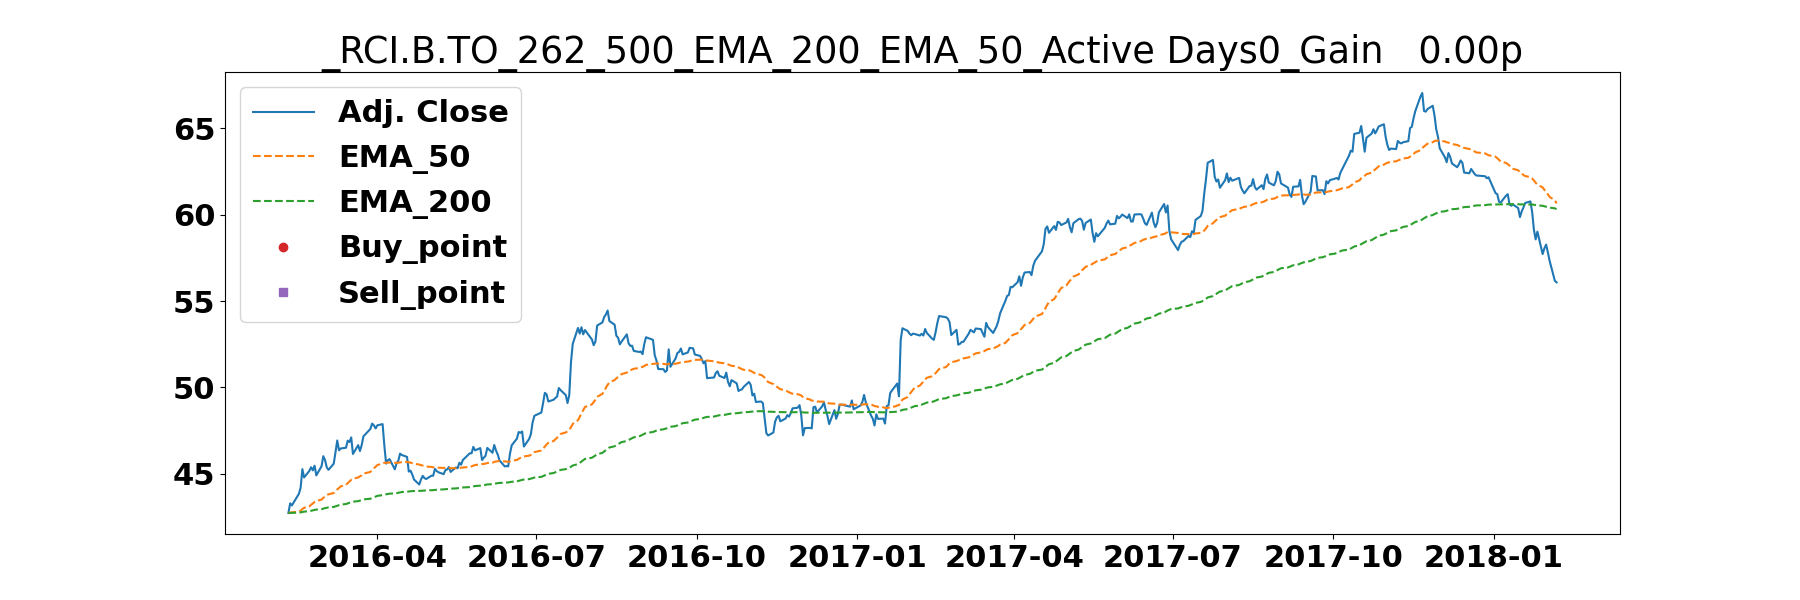 _RCI.B.TO_262_500_EMA_200_EMA_50_Active Days0_Gain   0.00p
Adj. Close
EMA_50
EMA_200
Buy_point
Sell_point
65
60
55
50
45
2016-04 2016-07 2016-10 2017-01 2017-04 2017-07 2017-10 2018-01